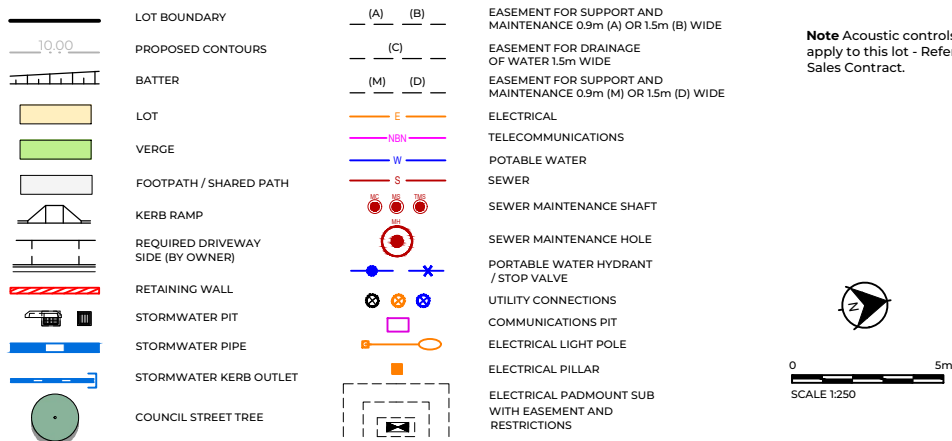 LOT BOUNDARY
10.00
PROPOSED CONTOURS
BATTER
LOT
VERGE
FOOTPATH / SHARED PATH
KERB RAMP
REQUIRED DRIVEWAY
SIDE (BY OWNER)
RETAINING WALL
STORMWATER PIT
STORMWATER PIPE
STORMWATER KERB OUTLET
COUNCIL STREET TREE
(A) (B)
EASEMENT FOR SUPPORT AND
MAINTENANCE 0.9m (A) OR 1.5m (B) WIDE
(C)
EASEMENT FOR DRAINAGE
OF WATER 1.5m WIDE
(M) (D)
EASEMENT FOR SUPPORT AND
MAINTENANCE 0.9m (M) OR 1.5m (D) WIDE
E
ELECTRICAL
NBN
TELECOMMUNICATIONS
W
POTABLE WATER
S
SEWER
MC MS TMS
SEWER MAINTENANCE SHAFT
MH
SEWER MAINTENANCE HOLE
PORTABLE WATER HYDRANT
/ STOP VALVE
UTILITY CONNECTIONS
COMMUNICATIONS PIT
ELECTRICAL LIGHT POLE
ELECTRICAL PILLAR
ELECTRICAL PADMOUNT SUB
WITH EASEMENT AND
RESTRICTIONS
Note Acoustic controls
apply to this lot - Refer
Sales Contract.
N
0 5m
SCALE 1:250